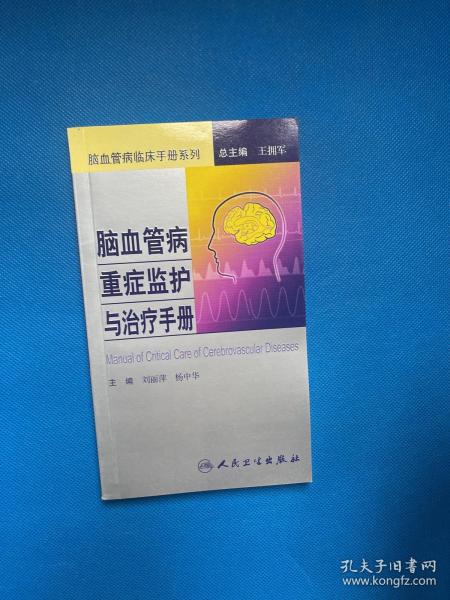 脑血管病临床手册系列
总主编 王拥军
脑血管病
重症监护
与治疗手册
Manual of Critical Care of Cerebrovascular Diseases
主 编 刘丽萍 杨中华
人民卫生出版社
孔夫子旧书网
www.kongfz.com